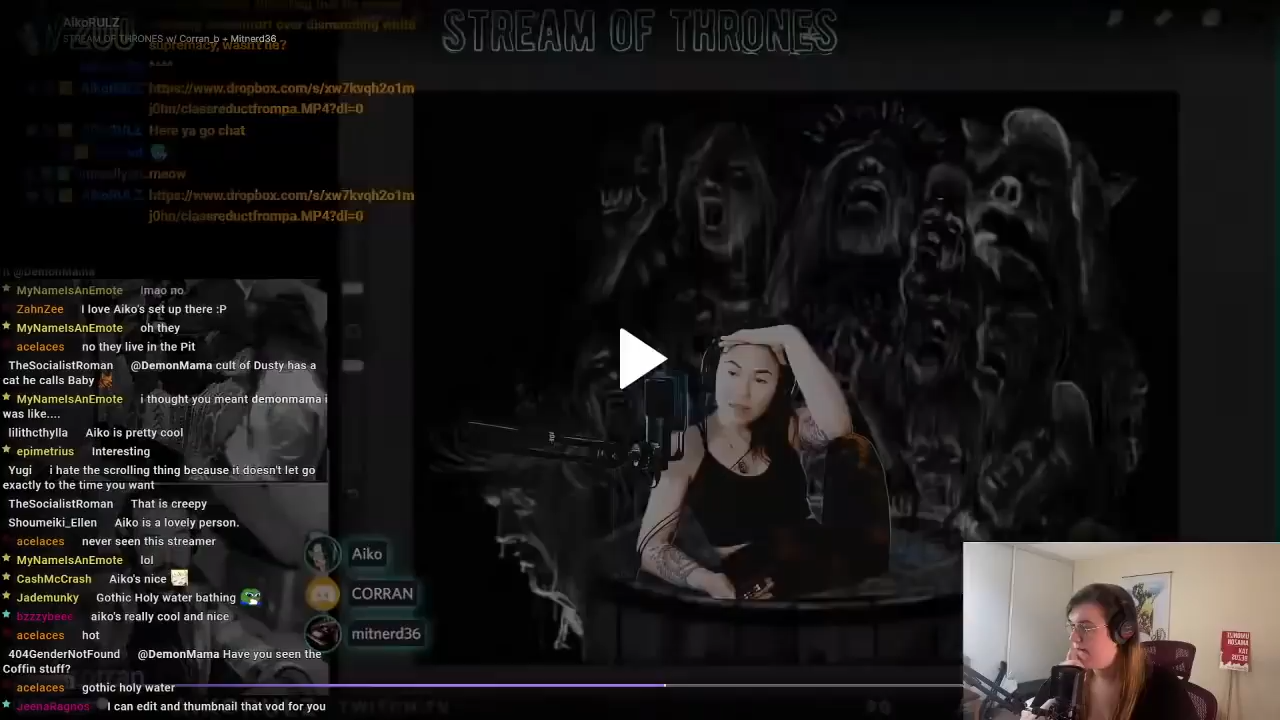 AikoRULZ
STREAM OF THRONES w/ Corran_b + Mitnerd36
STREAM OF THRONES
supremacy, wasn't he?
****
AikoRULZ https://www.dropbox.com/s/xw7kvqh2o1m
j0hn/classreductfrompa.MP4?dl=0
AikoRULZ Here ya go chat
meow
AikoRULZ https://www.dropbox.com/s/xw7kvqh2o1m
j0hn/classreductfrompa.MP4?dl=0
@DemonMama
MyNameIsAnEmote lmao no
ZahnZee I love Aiko's set up there :P
MyNameIsAnEmote oh they
acelaces no they live in the Pit
TheSocialistRoman @DemonMama cult of Dusty has a
cat he calls Baby
MyNameIsAnEmote i thought you meant demonmama i
was like....
lilithcthylla Aiko is pretty cool
epimetrius Interesting
Yugi i hate the scrolling thing because it doesn't let go
exactly to the time you want
TheSocialistRoman That is creepy
Shoumeiki_Ellen Aiko is a lovely person.
acelaces never seen this streamer
MyNameIsAnEmote lol
CashMcCrash Aiko's nice
Jademunky Gothic Holy water bathing
bzzzybeee aiko's really cool and nice
acelaces hot
404GenderNotFound @DemonMama Have you seen the
Coffin stuff?
acelaces gothic holy water
JeenaRagnos I can edit and thumbnail that vod for you
Aiko
CORRAN
mitnerd36